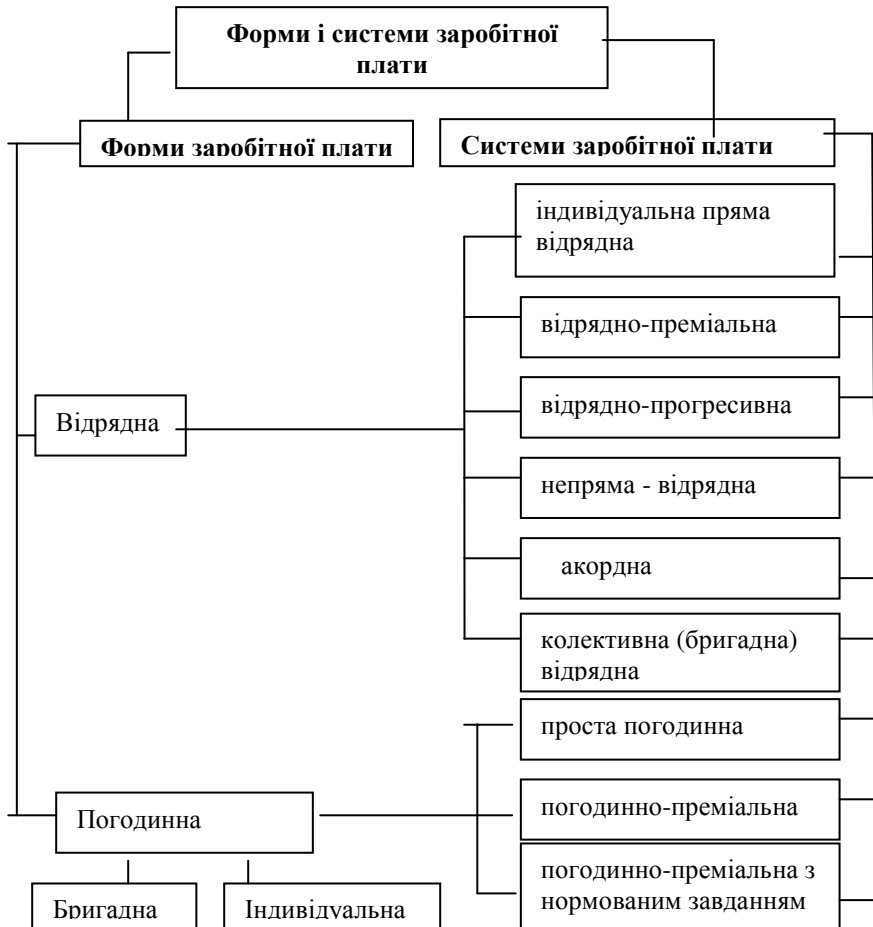 Форми і системи заробітної
плати
Форми заробітної плати
Системи заробітної плати
індивідуальна пряма
відрядна
відрядно-преміальна
відрядно-прогресивна
Відрядна
непряма - відрядна
акордна
колективна (бригадна)
відрядна
проста погодинна
Погодинна
погодинно-преміальна
погодинно-преміальна з
нормованим завданням
Бригадна
Індивідуальна